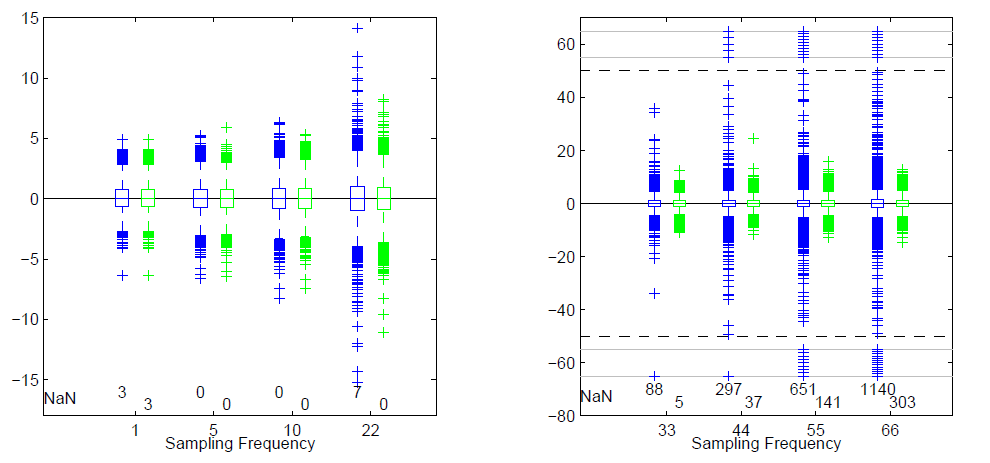 15
10
5
0
−5
−10
−15
NaN
3 0 0 7
3 0 0 0
1 5 10 22
Sampling Frequency
60
40
20
0
−20
−40
−60
−80
NaN
88 297 651 1140
5 37 141 303
33 44 55 66
Sampling Frequency